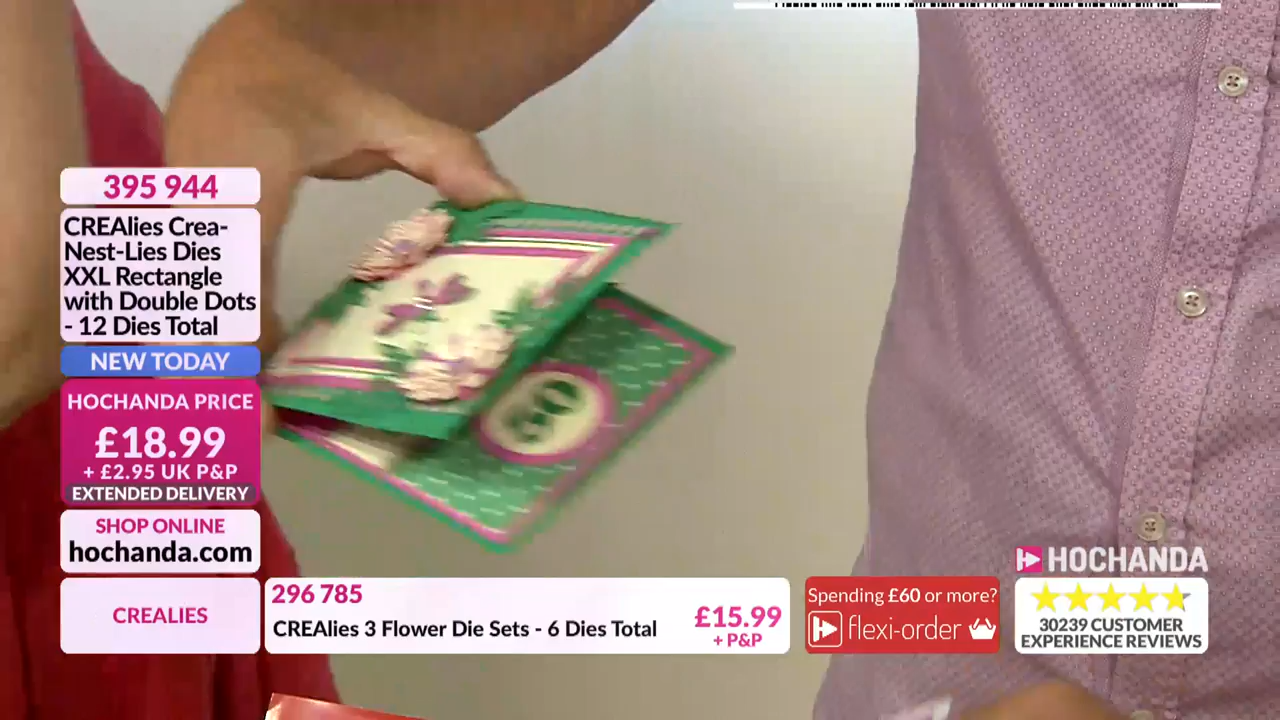 395 944
CREAlies Crea-
Nest-Lies Dies
XXL Rectangle
with Double Dots
- 12 Dies Total
NEW TODAY
HOCHANDA PRICE
£18.99
+ £2.95 UK P&P
EXTENDED DELIVERY
SHOP ONLINE
hochanda.com
CREALIES
296 785
CREAlies 3 Flower Die Sets - 6 Dies Total
£15.99
+ P&P
Spending £60 or more?
flexi-order
HOCHANDA
30239 CUSTOMER
EXPERIENCE REVIEWS